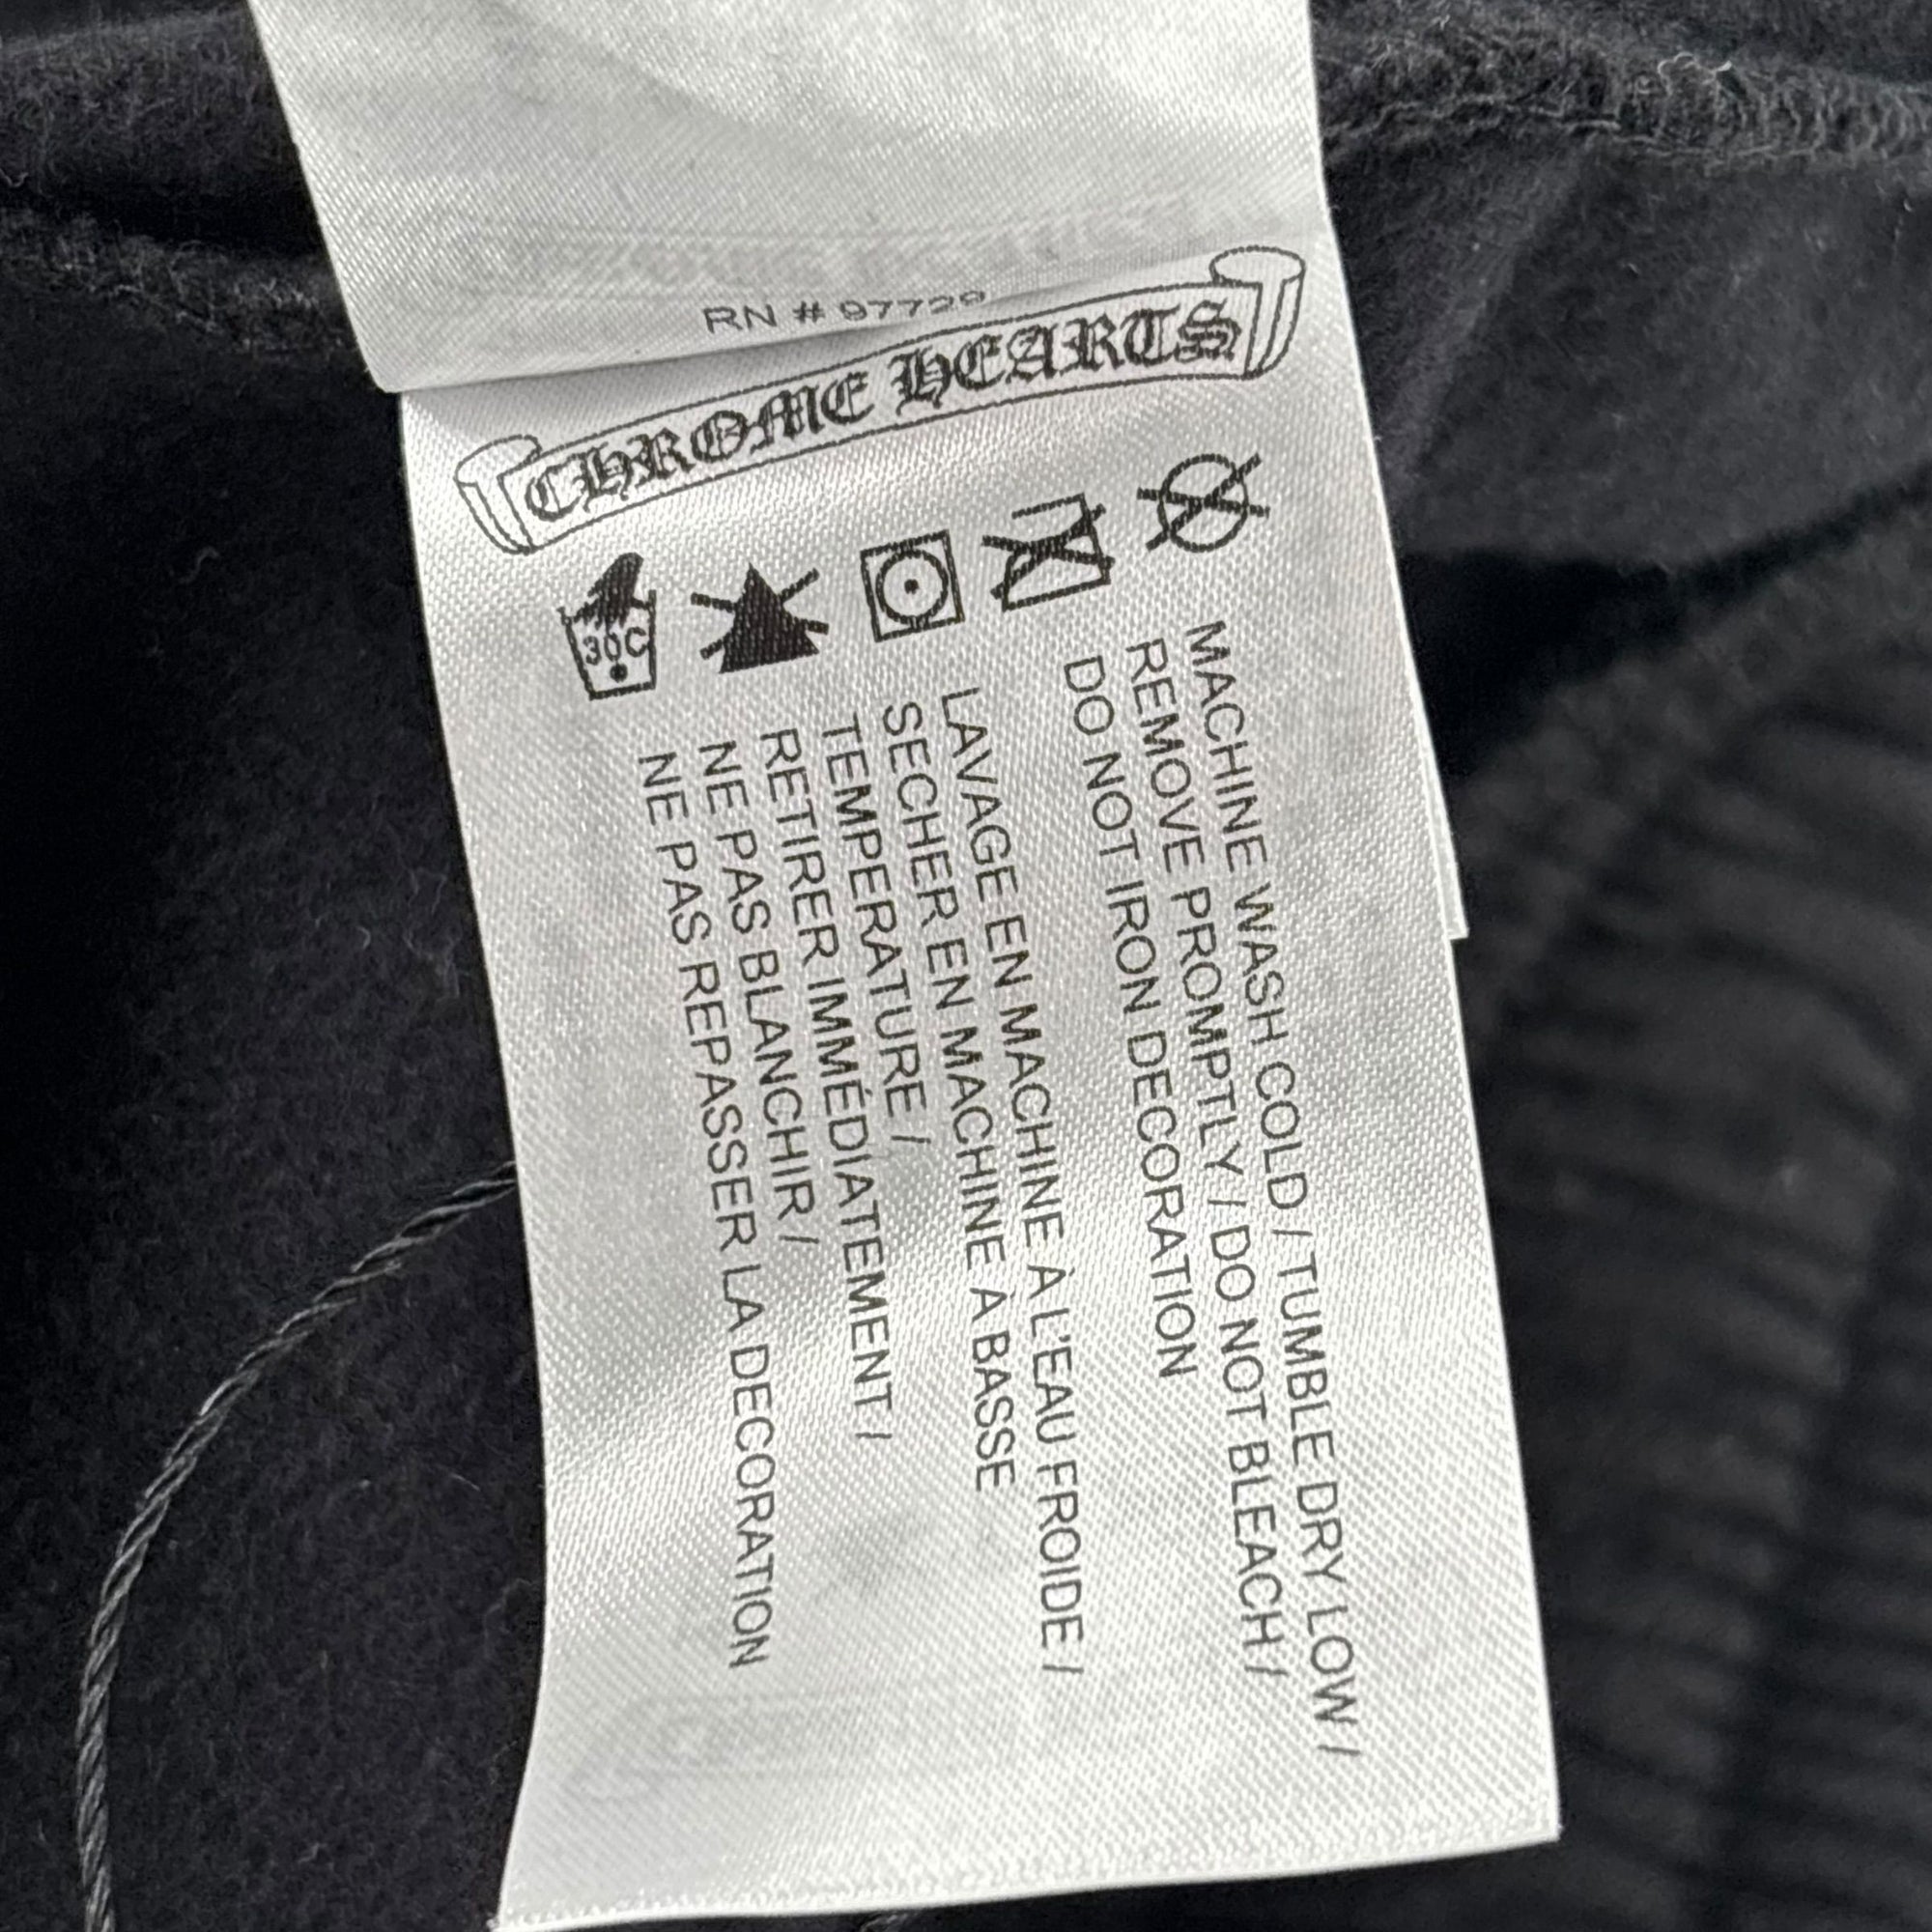 RN # 97729
CHROME HEARTS
30C
MACHINE WASH COLD / TUMBLE DRY LOW /
REMOVE PROMPTLY / DO NOT BLEACH /
DO NOT IRON DECORATION
LAVAGE EN MACHINE À L'EAU FROIDE /
SECHER EN MACHINE À BASSE
TEMPERATURE /
RETIRER IMMÉDIATEMENT /
NE PAS BLANCHIR /
NE PAS REPASSER LA DECORATION